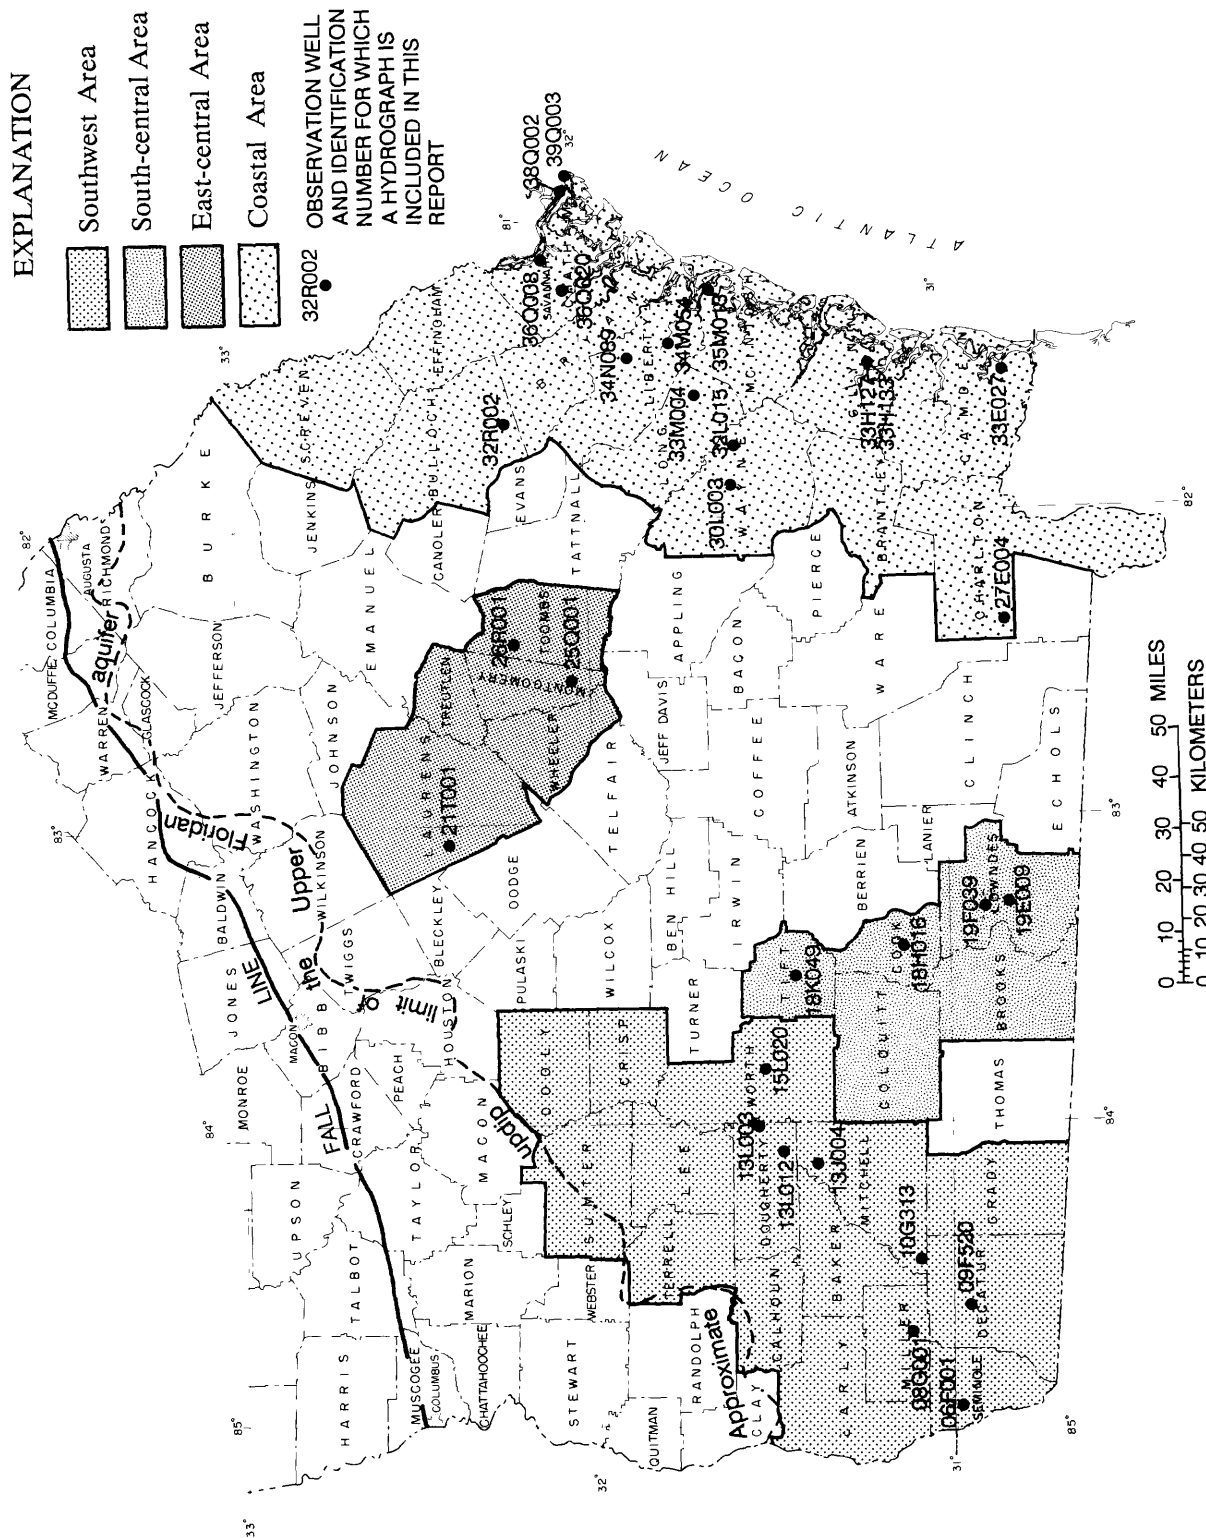 EXPLANATION
Southwest Area
South-central Area
East-central Area
Coastal Area
32R002
OBSERVATION WELL
AND IDENTIFICATION
NUMBER FOR WHICH
A HYDROGRAPH IS
INCLUDED IN THIS
REPORT
33°
82°
83°
84°
85°
33°
MCDUFFIE
COLUMBIA
AUGUSTA
RICHMOND
WARREN
GLASCOCK
BURKE
JEFFERSON
HANCOCK
WASHINGTON
JENKINS
SCREVEN
BALDWIN
JONES
WILKINSON
JOHNSON
EMANUEL
CANDLER
BULLOCH
EFFINGHAM
MONROE
MACON
BIBB
TWIGGS
LAURENS
TREUTLEN
UPSON
CRAWFORD
PEACH
HOUSTON
BLECKLEY
DODGE
WHEELER
MONTGOMERY
TOOMBS
EVANS
TATTNALL
HARRIS
TALBOT
TAYLOR
MACON
PULASKI
TELFAIR
MUSCOGEE
COLUMBUS
CHATTAHOOCHEE
MARION
SCHLEY
DOOLY
WILCOX
STEWART
WEBSTER
SUMTER
CRISP
BEN HILL
JEFF DAVIS
APPLING
QUITMAN
RANDOLPH
TERRELL
LEE
TURNER
IRWIN
COFFEE
BACON
PIERCE
WAYNE
LONG
LIBERTY
MCINTOSH
CLAY
CALHOUN
DOUGHERTY
WORTH
TIFT
ATKINSON
WARE
BRANTLEY
GLYNN
EARLY
BAKER
MITCHELL
COLQUITT
COOK
BERRIEN
LANIER
CLINCH
CHARLTON
CAMDEN
MILLER
SEMINOLE
DECATUR
GRADY
THOMAS
BROOKS
LOWNDES
ECHOLS
SAVANNAH
FALL LINE
Approximate updip limit of the Upper Floridan aquifer
38Q002
39Q003
36Q008
36Q020
32R002
34N089
33M004
35M013
32L015
30L003
33H127
33H133
33E027
27E004
26R001
25Q001
21T001
18K049
18H016
19F039
19E009
15L020
13L003
13L012
13J004
10G313
09F520
08G001
06F001
ATLANTIC OCEAN
81°
32°
31°
82°
83°
84°
85°
31°
32°
0 10 20 30 40 50 MILES
0 10 20 30 40 50 KILOMETERS